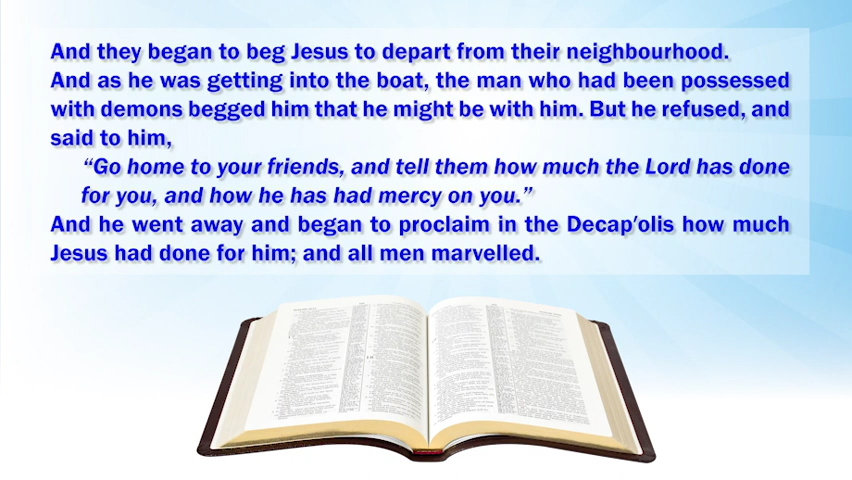 And they began to beg Jesus to depart from their neighbourhood.
And as he was getting into the boat, the man who had been possessed
with demons begged him that he might be with him. But he refused, and
said to him,
“Go home to your friends, and tell them how much the Lord has done
for you, and how he has had mercy on you.”
And he went away and began to proclaim in the Decap′olis how much
Jesus had done for him; and all men marvelled.